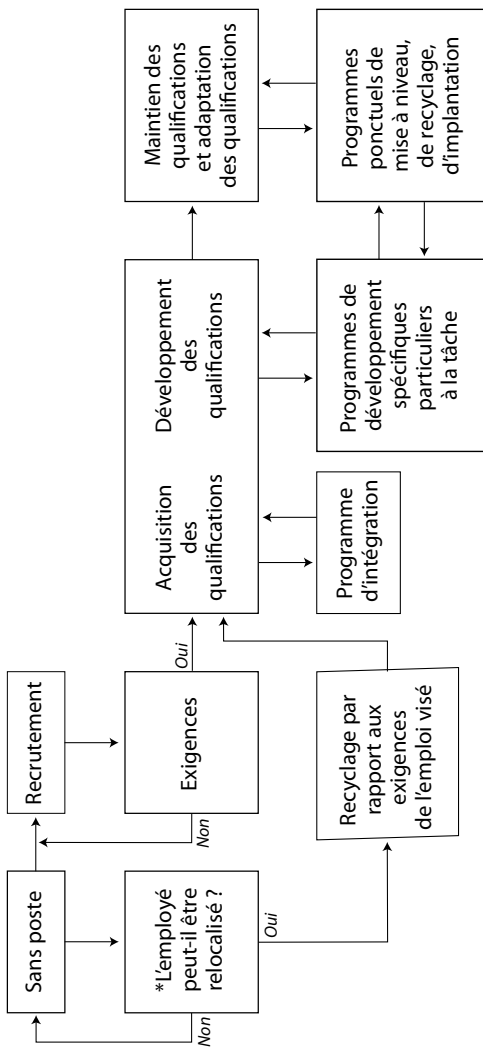 Sans poste
Recrutement
*L'employé
peut-il être
relocalisé ?
Non
Oui
Exigences
Non
Oui
Recyclage par
rapport aux
exigences
de l'emploi visé
Acquisition
des
qualifications
Développement
des
qualifications
Maintien des
qualifications
et adaptation
des qualifications
Programme
d'intégration
Programmes de
développement
spécifiques
particuliers
à la tâche
Programmes
ponctuels de
mise à niveau,
de recyclage,
d'implantation